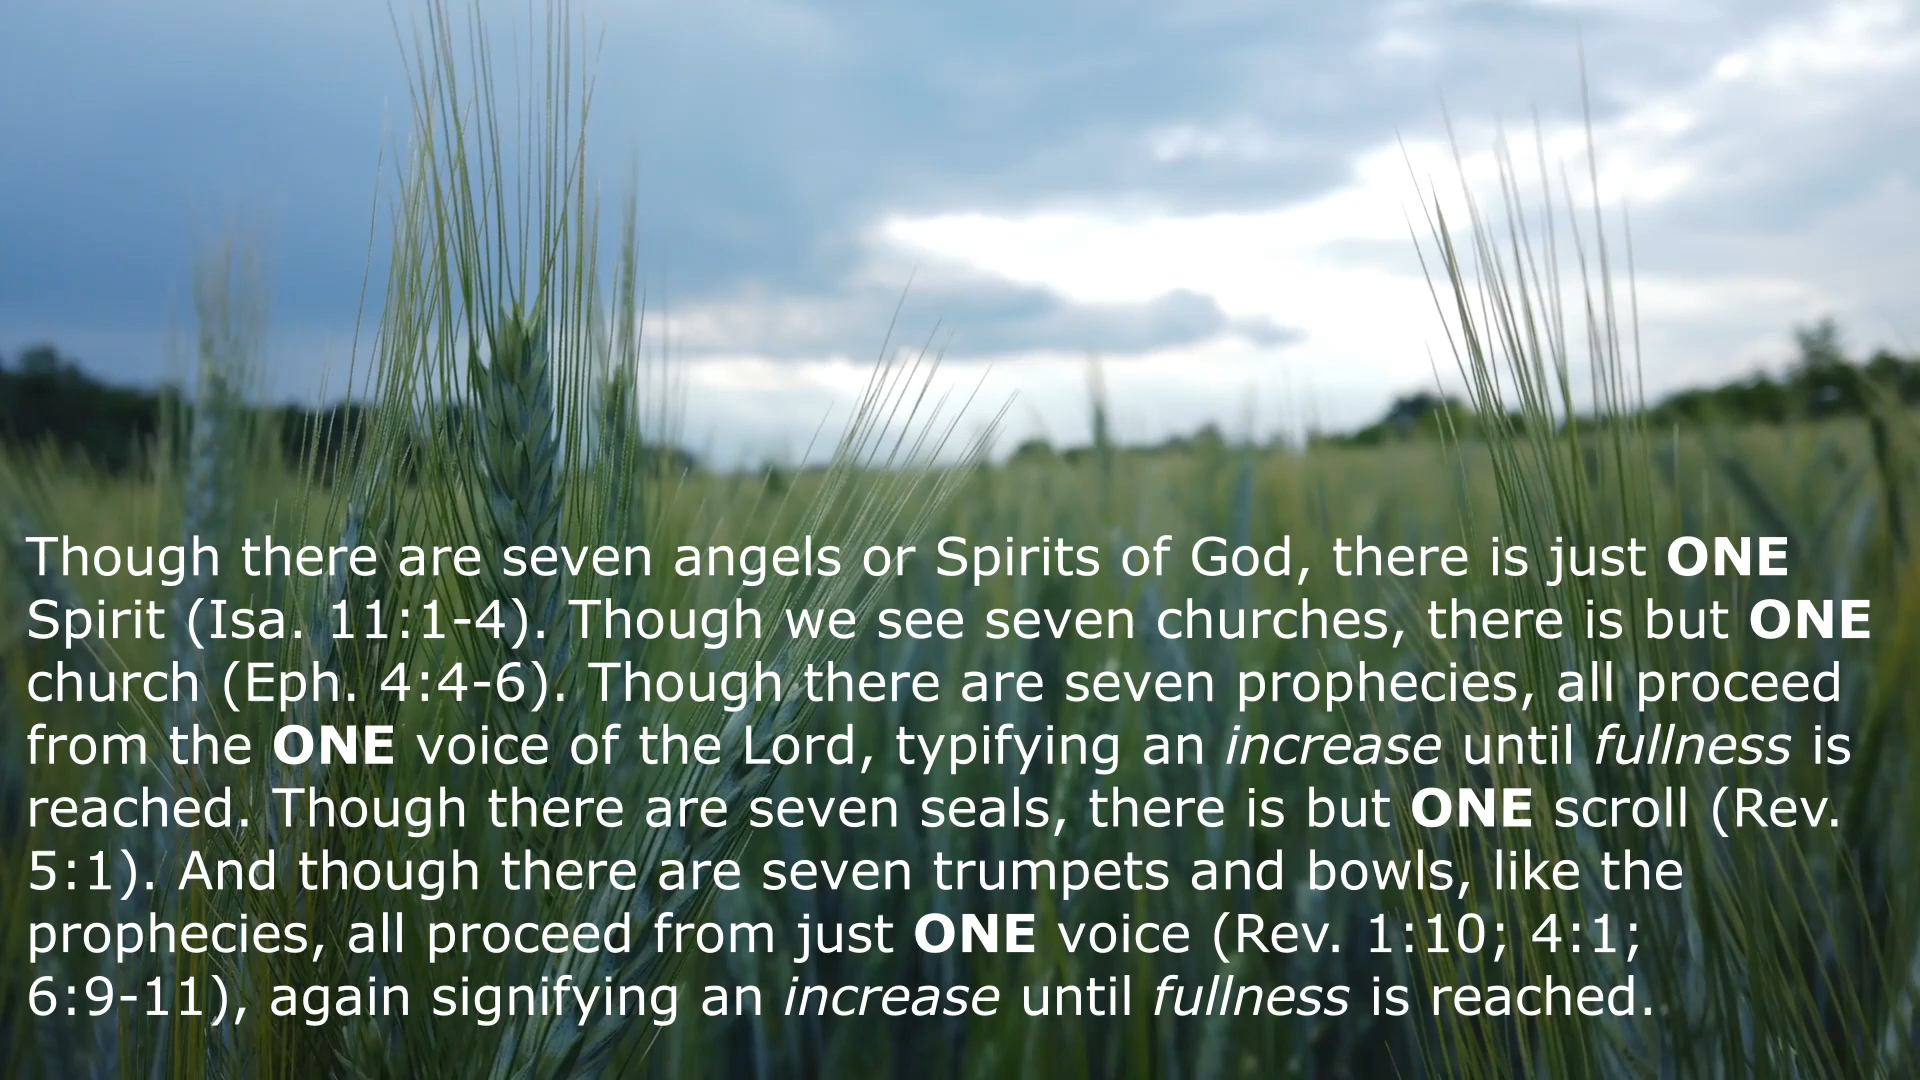 Though there are seven angels or Spirits of God, there is just ONE
Spirit (Isa. 11:1-4). Though we see seven churches, there is but ONE
church (Eph. 4:4-6). Though there are seven prophecies, all proceed
from the ONE voice of the Lord, typifying an increase until fullness is
reached. Though there are seven seals, there is but ONE scroll (Rev.
5:1). And though there are seven trumpets and bowls, like the
prophecies, all proceed from just ONE voice (Rev. 1:10; 4:1;
6:9-11), again signifying an increase until fullness is reached.